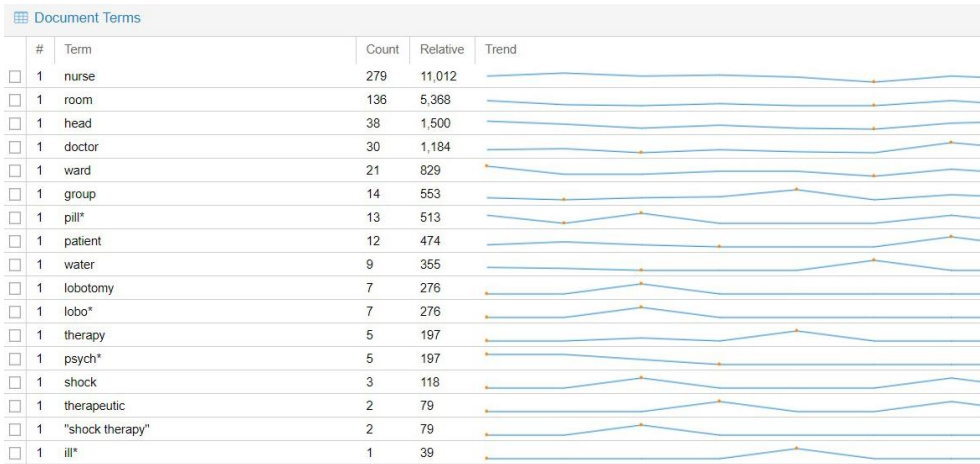 Document Terms
# Term Count Relative Trend
1 nurse 279 11,012
1 room 136 5,368
1 head 38 1,500
1 doctor 30 1,184
1 ward 21 829
1 group 14 553
1 pill* 13 513
1 patient 12 474
1 water 9 355
1 lobotomy 7 276
1 lobo* 7 276
1 therapy 5 197
1 psych* 5 197
1 shock 3 118
1 therapeutic 2 79
1 "shock therapy" 2 79
1 ill* 1 39